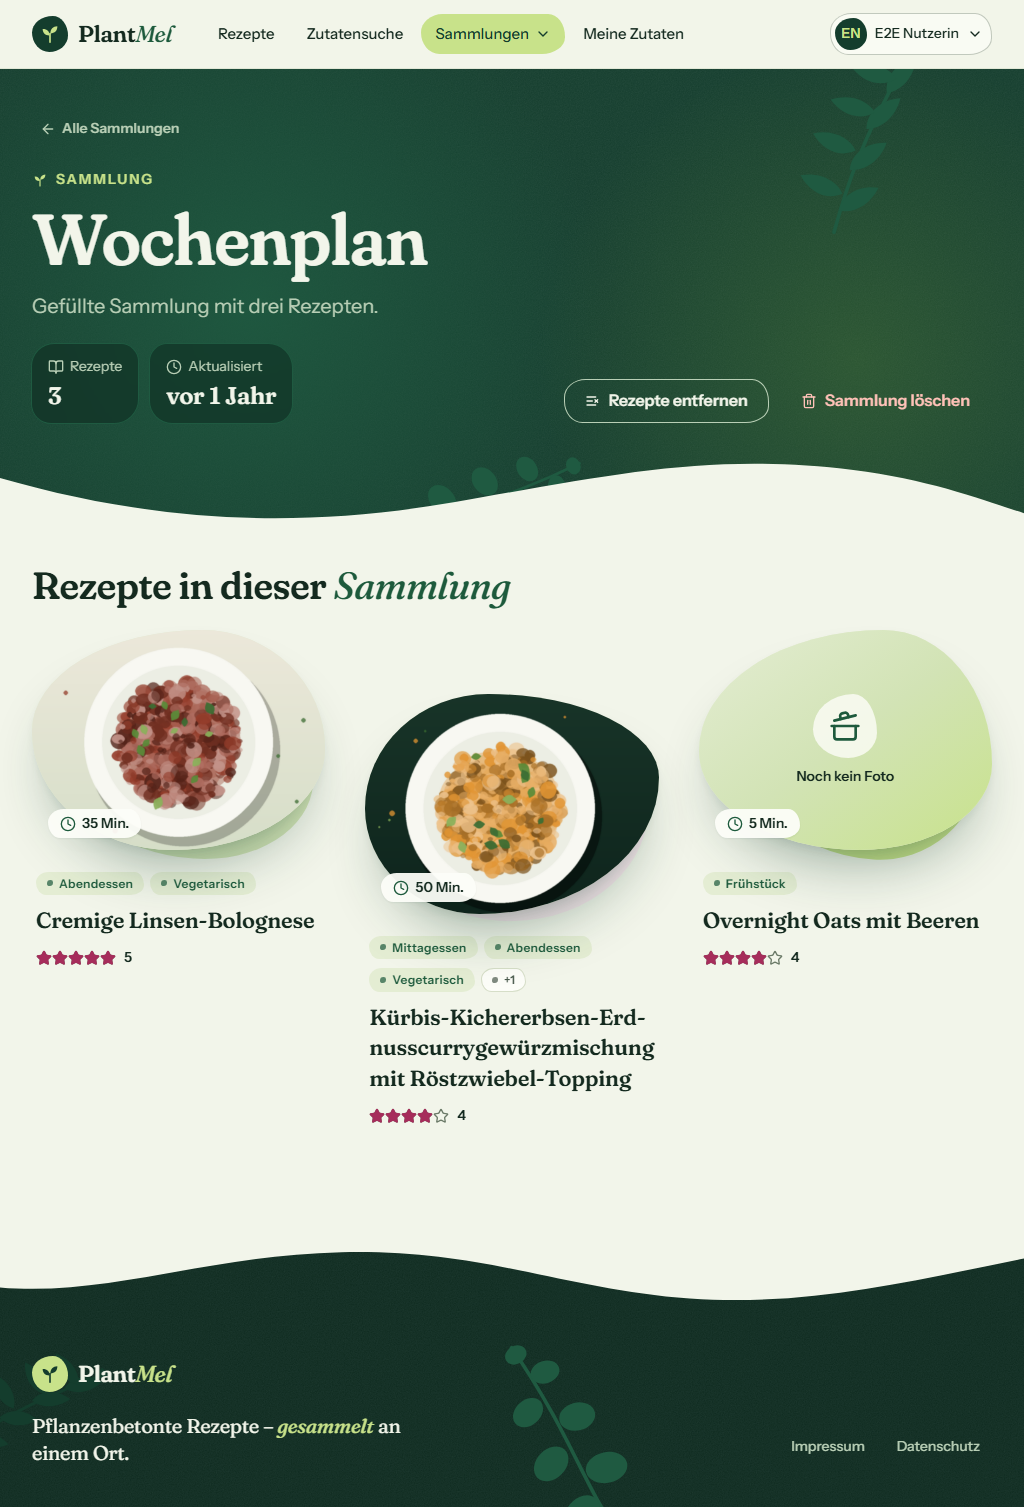 PlantMel
Rezepte
Zutatensuche
Sammlungen
Meine Zutaten
EN
E2E Nutzerin
Alle Sammlungen
SAMMLUNG
Wochenplan
Gefüllte Sammlung mit drei Rezepten.
Rezepte
3
Aktualisiert
vor 1 Jahr
Rezepte entfernen
Sammlung löschen
Rezepte in dieser Sammlung
35 Min.
Abendessen
Vegetarisch
Cremige Linsen-Bolognese
5
50 Min.
Mittagessen
Abendessen
Vegetarisch
+1
Kürbis-Kichererbsen-Erd-
nusscurrygewürzmischung
mit Röstzwiebel-Topping
4
Noch kein Foto
5 Min.
Frühstück
Overnight Oats mit Beeren
4
PlantMel
Pflanzenbetonte Rezepte – gesammelt an
einem Ort.
Impressum
Datenschutz